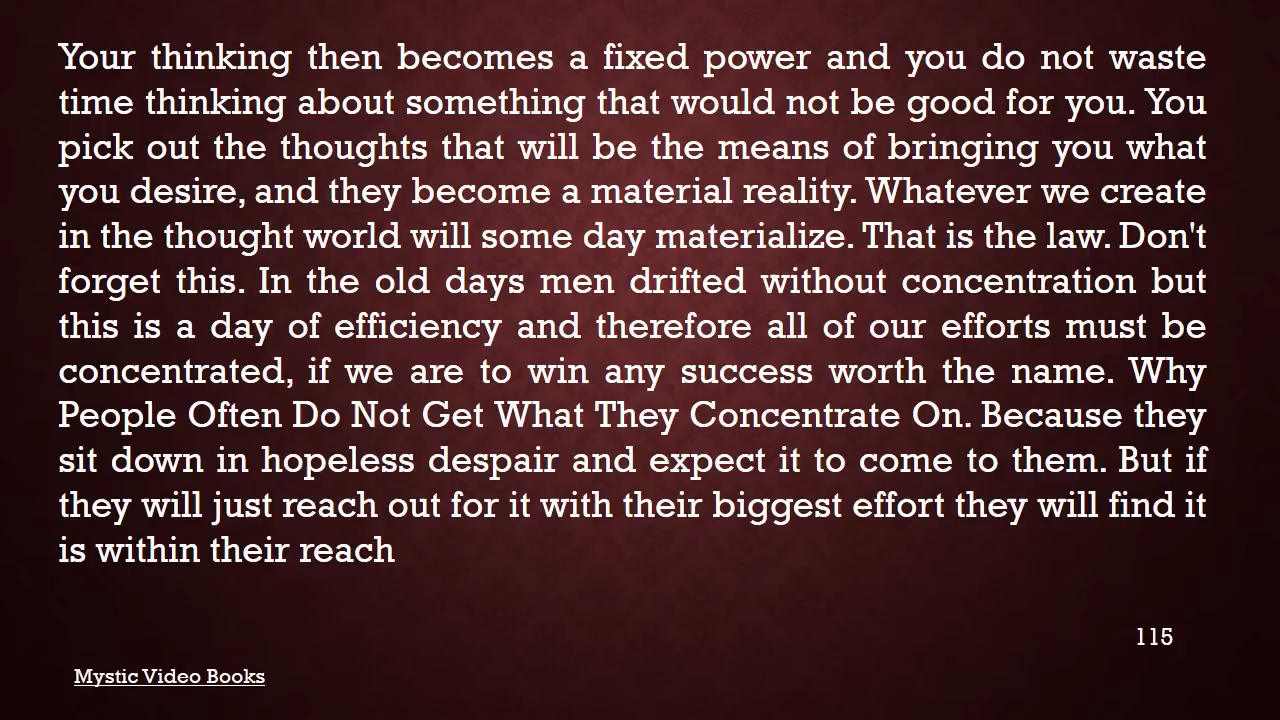 Your thinking then becomes a fixed power and you do not waste
time thinking about something that would not be good for you. You
pick out the thoughts that will be the means of bringing you what
you desire, and they become a material reality. Whatever we create
in the thought world will some day materialize. That is the law. Don't
forget this. In the old days men drifted without concentration but
this is a day of efficiency and therefore all of our efforts must be
concentrated, if we are to win any success worth the name. Why
People Often Do Not Get What They Concentrate On. Because they
sit down in hopeless despair and expect it to come to them. But if
they will just reach out for it with their biggest effort they will find it
is within their reach
115
Mystic Video Books